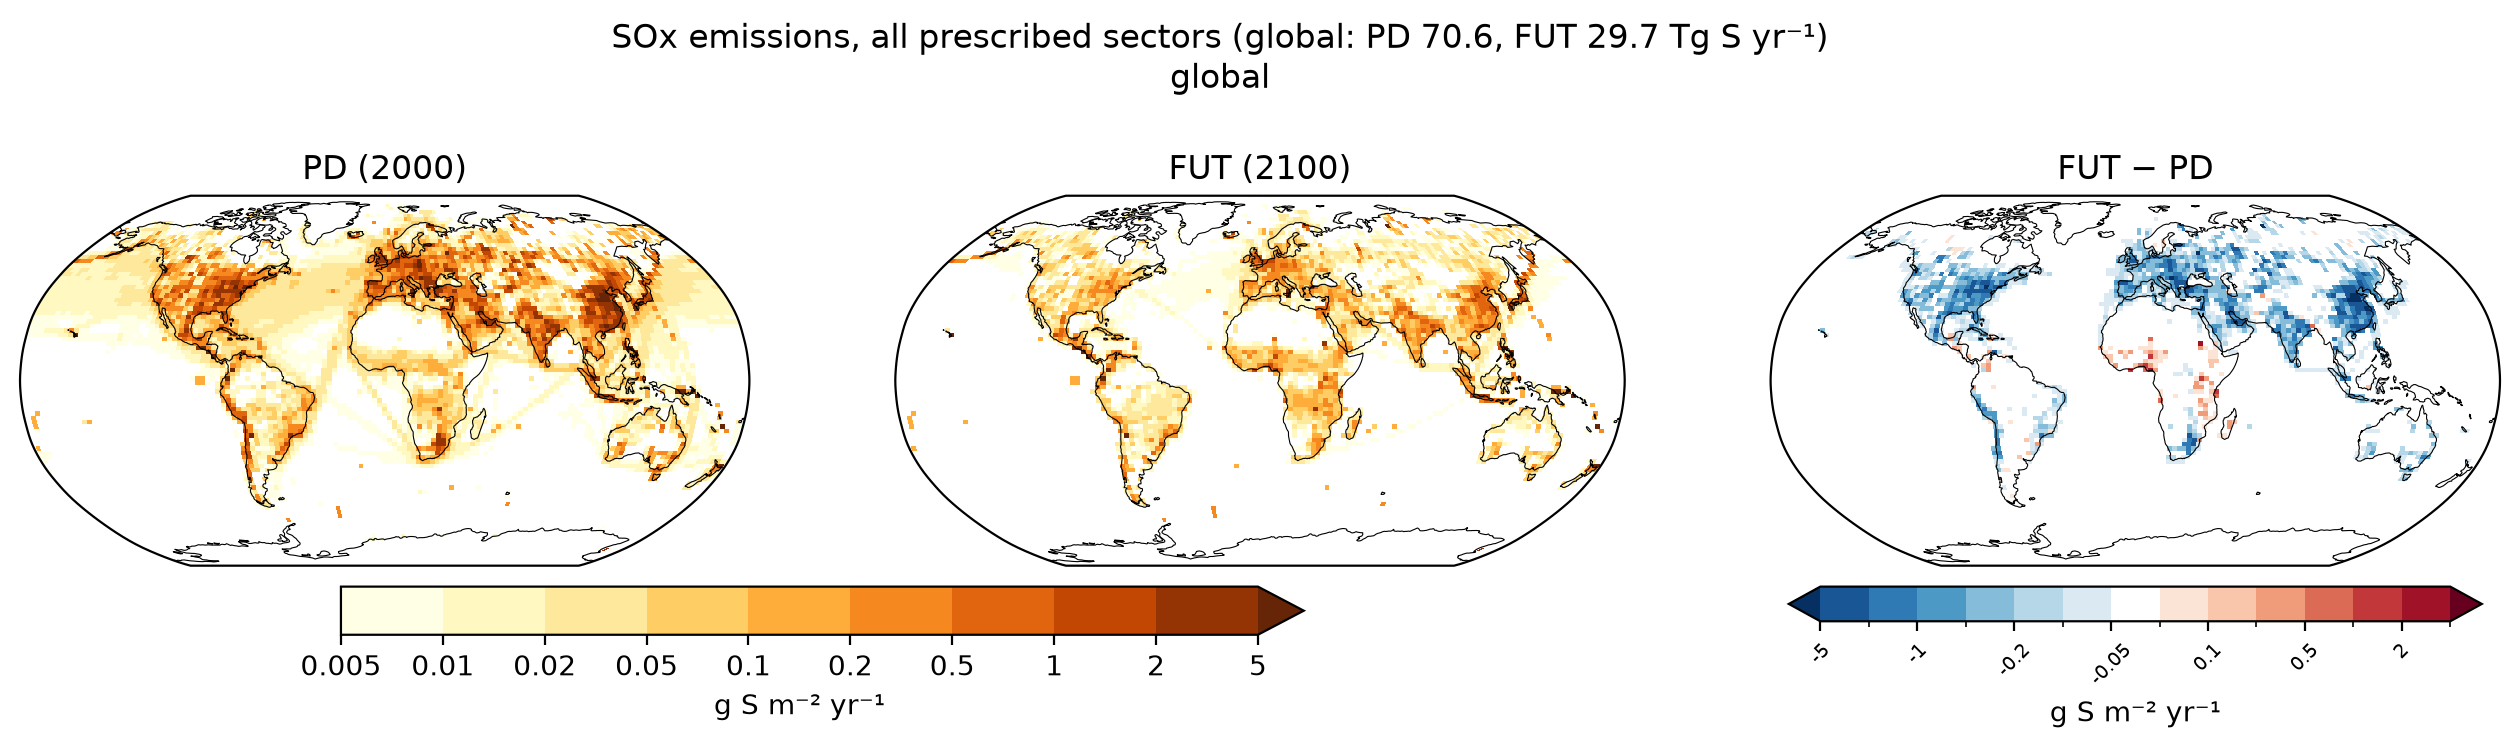 SOx emissions, all prescribed sectors (global: PD 70.6, FUT 29.7 Tg S yr⁻¹)
global
PD (2000)
FUT (2100)
FUT − PD
0.005 0.01 0.02 0.05 0.1 0.2 0.5 1 2 5
g S m⁻² yr⁻¹
-5 -1 -0.2 -0.05 0.1 0.5 2
g S m⁻² yr⁻¹